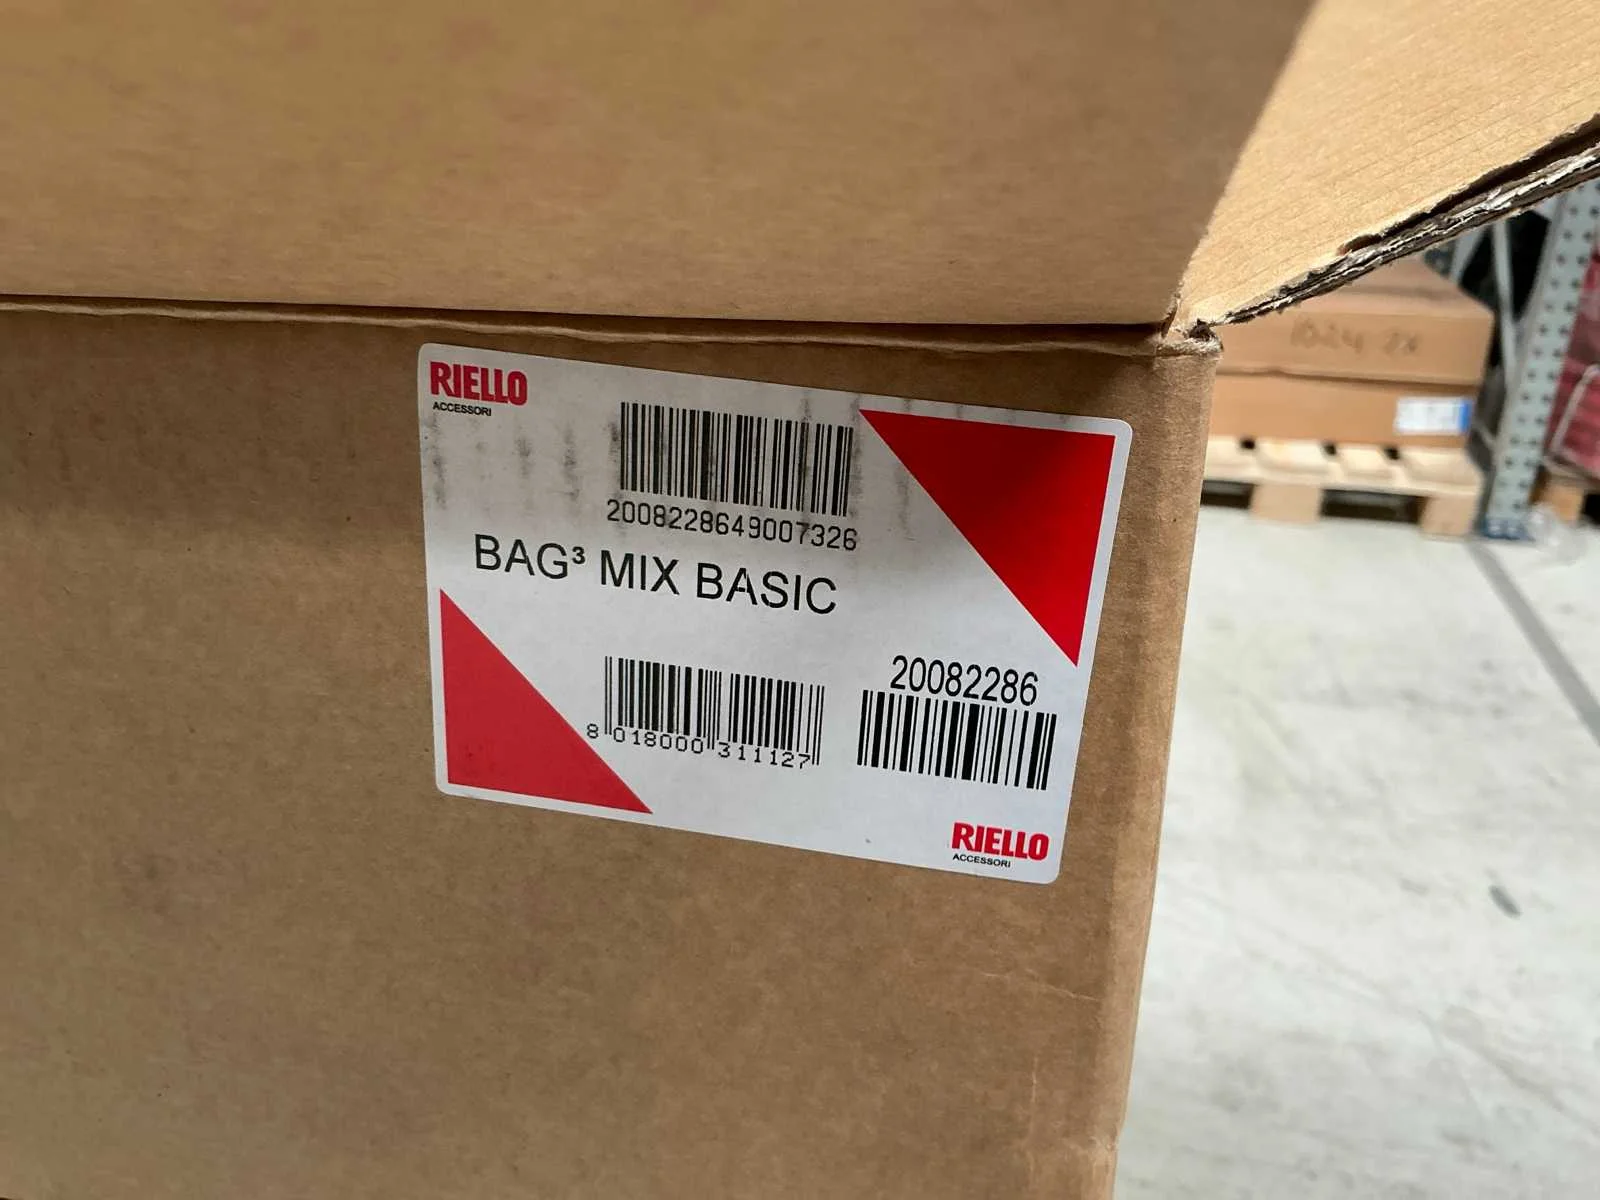 RIELLO
ACCESSORI
2008228649007326
BAG³ MIX BASIC
20082286
8 018000 311127
RIELLO
ACCESSORI